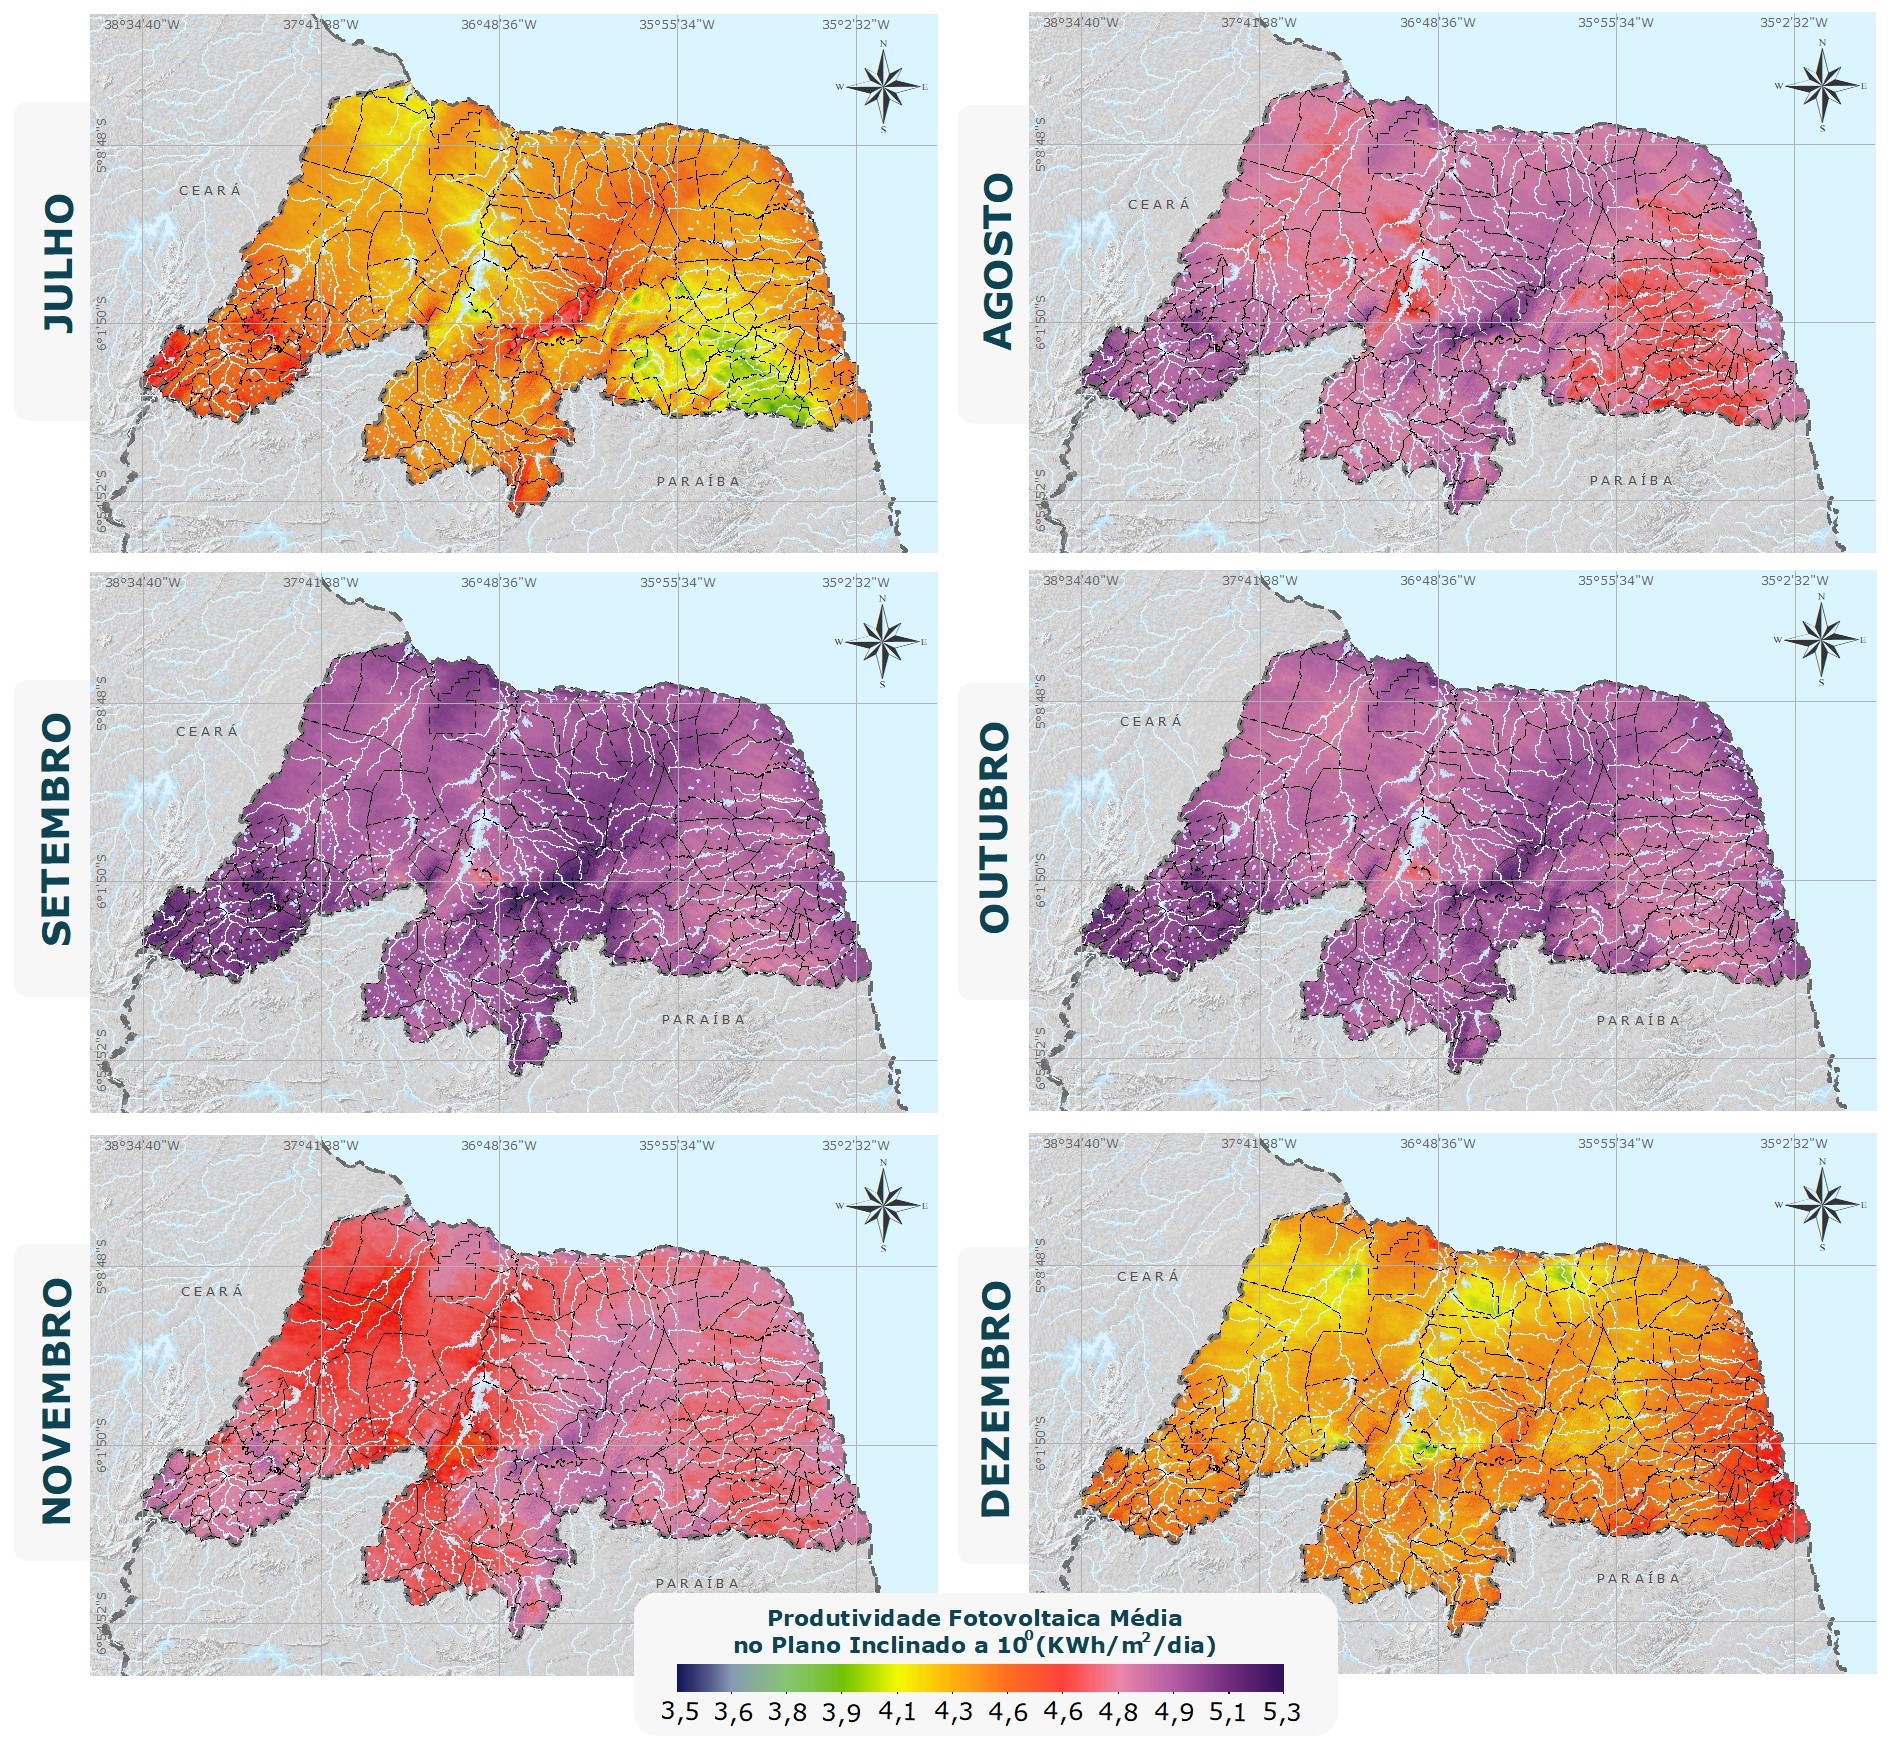 JULHO
38°34'40"W 37°41'38"W 36°48'36"W 35°55'34"W 35°2'32"W
N
W E
S
5°8'48"S
CEARÁ
6°1'50"S
PARAÍBA
6°54'52"S
AGOSTO
38°34'40"W 37°41'38"W 36°48'36"W 35°55'34"W 35°2'32"W
N
W E
S
5°8'48"S
CEARÁ
6°1'50"S
PARAÍBA
6°54'52"S
SETEMBRO
38°34'40"W 37°41'38"W 36°48'36"W 35°55'34"W 35°2'32"W
N
W E
S
5°8'48"S
CEARÁ
6°1'50"S
PARAÍBA
6°54'52"S
OUTUBRO
38°34'40"W 37°41'38"W 36°48'36"W 35°55'34"W 35°2'32"W
N
W E
S
5°8'48"S
CEARÁ
6°1'50"S
PARAÍBA
6°54'52"S
NOVEMBRO
38°34'40"W 37°41'38"W 36°48'36"W 35°55'34"W 35°2'32"W
N
W E
S
5°8'48"S
CEARÁ
6°1'50"S
PARAÍBA
6°54'52"S
DEZEMBRO
38°34'40"W 37°41'38"W 36°48'36"W 35°55'34"W 35°2'32"W
N
W E
S
5°8'48"S
CEARÁ
6°1'50"S
PARAÍBA
Produtividade Fotovoltaica Média
no Plano Inclinado a 10⁰(KWh/m²/dia)
3,5 3,6 3,8 3,9 4,1 4,3 4,6 4,6 4,8 4,9 5,1 5,3